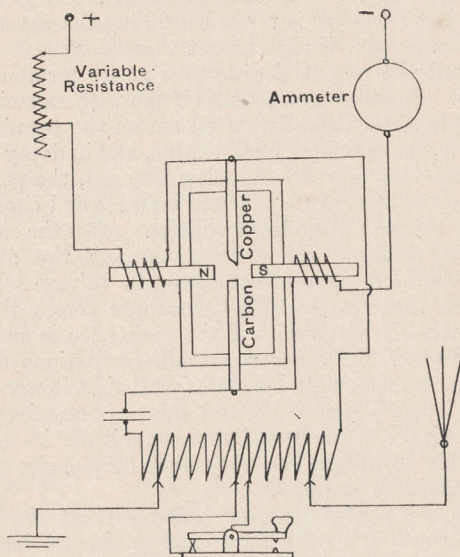 +
-
Variable
Resistance
Ammeter
Copper
N
S
Carbon